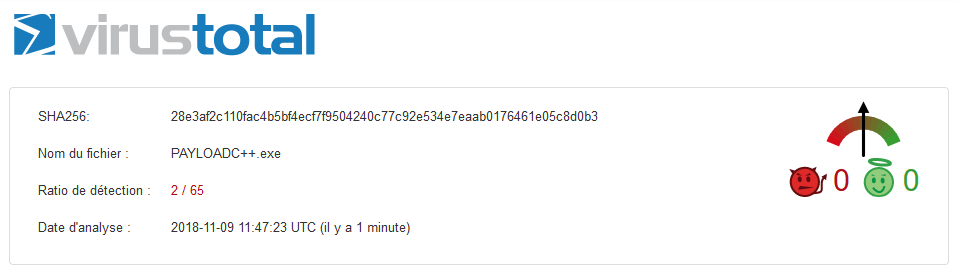 virustotal
SHA256: 28e3af2c110fac4b5bf4ecf7f9504240c77c92e534e7eaab0176461e05c8d0b3
Nom du fichier : PAYLOADC++.exe
Ratio de détection : 2 / 65
0 0
Date d'analyse : 2018-11-09 11:47:23 UTC (il y a 1 minute)